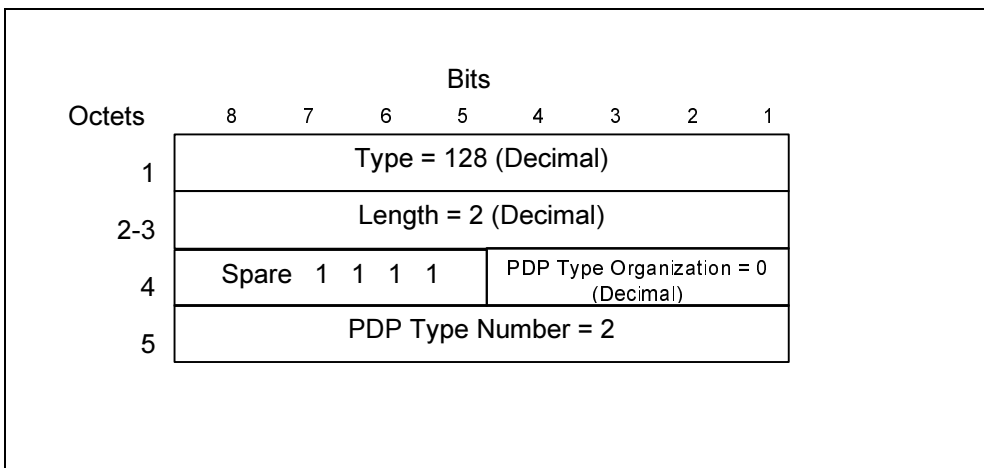 Bits
Octets 8 7 6 5 4 3 2 1
1 Type = 128 (Decimal)
2-3 Length = 2 (Decimal)
4 Spare 1 1 1 1 PDP Type Organization = 0
(Decimal)
5 PDP Type Number = 2